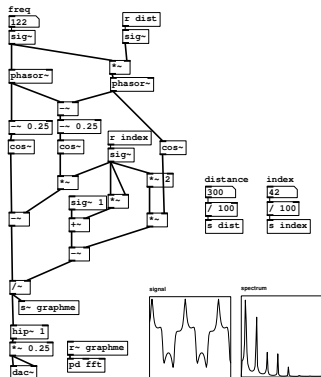 freq
122
r dist
sig~
sig~
*~
phasor~
phasor~
-~
-~ 0.25
-~ 0.25
r index
cos~
cos~
cos~
sig~
*~
*~ 2
sig~ 1
*~
-~
+~
*~
-~
distance
index
300
42
/ 100
/ 100
s dist
s index
/~
s~ graphme
signal
spectrum
hip~ 1
*~ 0.25
r~ graphme
dac~
pd fft